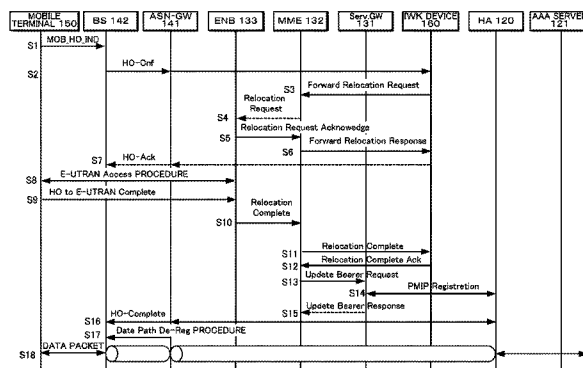 MOBILE
TERMINAL 150
BS 142
ASN-GW
141
ENB 133
MME 132
Serv.GW
131
IWK DEVICE
160
HA 120
AAA SERVER
121
S1
MOB_HO_IND
S2
HO-Cnf
S3
Forward Relocation Request
Relocation
Request
S4
S5
Relocation Request Acknowedge
S6
Forward Relocation Response
S7
HO-Ack
S8
E-UTRAN Access PROCEDURE
S9
HO to E-UTRAN Complete
Relocation
Complete
S10
S11
Relocation Complete
S12
Relocation Complete Ack
S13
Update Bearer Request
S14
PMIP Registretion
S15
Update Bearer Response
S16
HO-Complete
S17
Data Path De-Reg PROCEDURE
S18
DATA PACKET